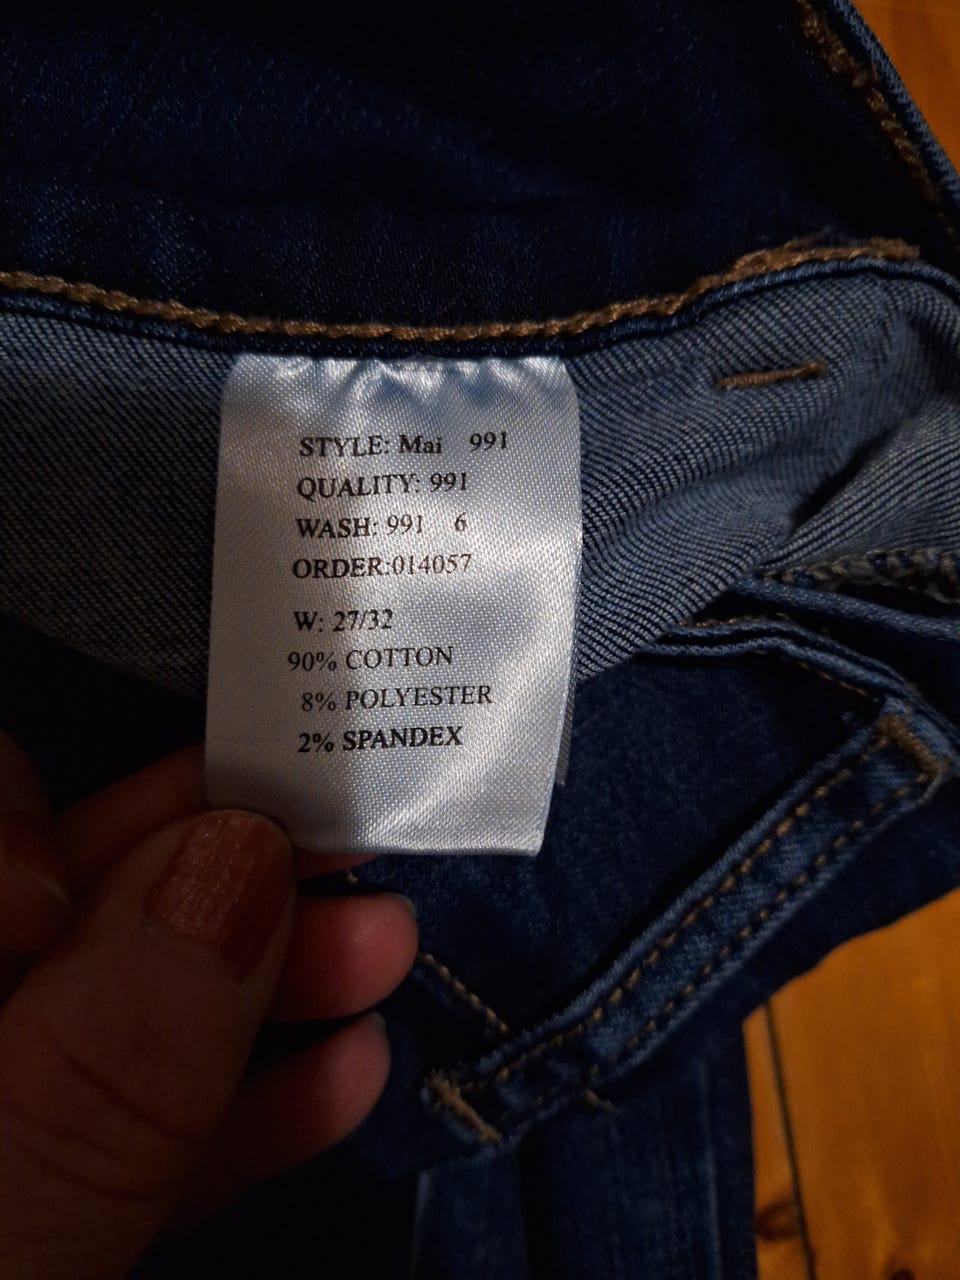 STYLE: Mai 991
QUALITY: 991
WASH: 991 6
ORDER:014057
W: 27/32
90% COTTON
8% POLYESTER
2% SPANDEX